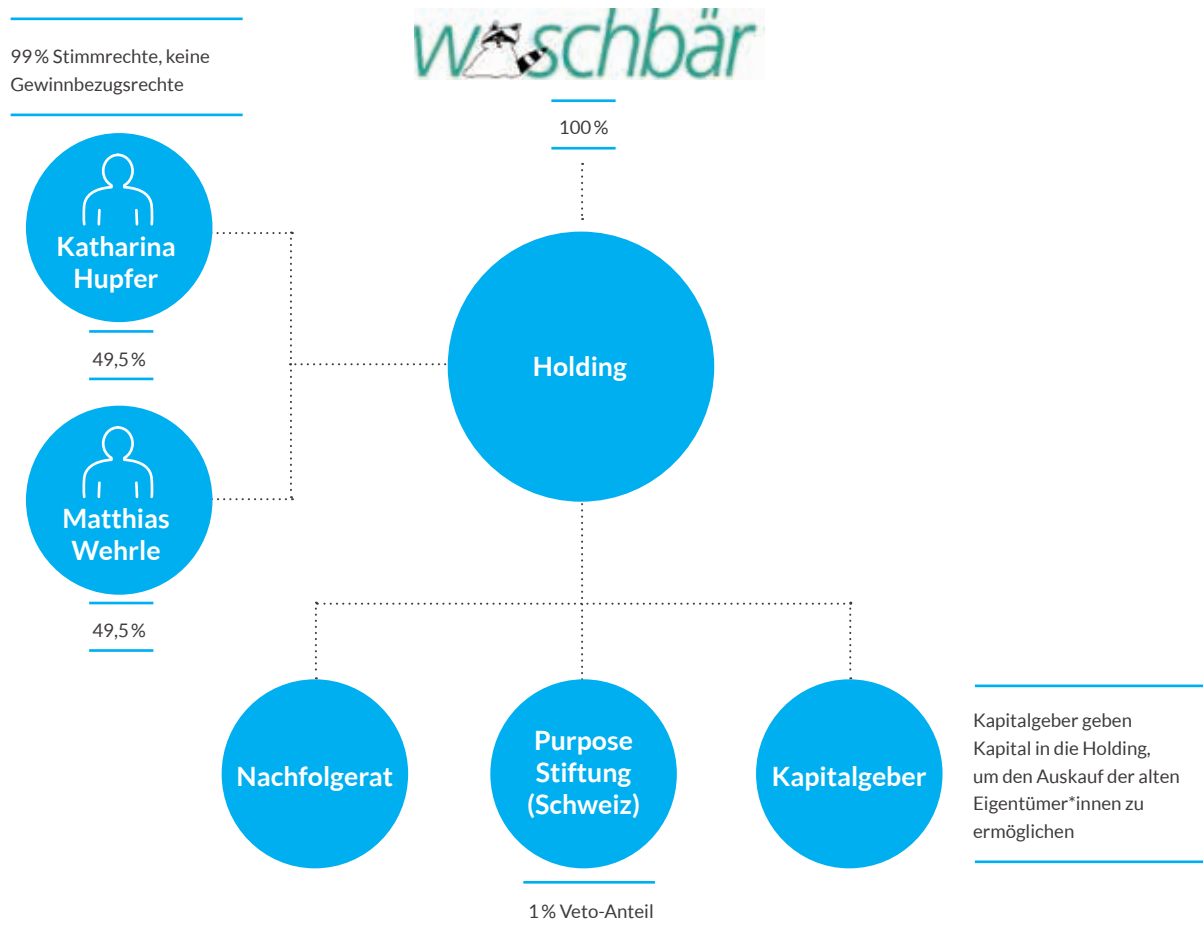 99 % Stimmrechte, keine
Gewinnbezugsrechte
waschbär
100 %
Katharina
Hupfer
49,5 %
Holding
Matthias
Wehrle
49,5 %
Nachfolgerat
Purpose
Stiftung
(Schweiz)
1 % Veto-Anteil
Kapitalgeber
Kapitalgeber geben
Kapital in die Holding,
um den Auskauf der alten
Eigentümer*innen zu
ermöglichen